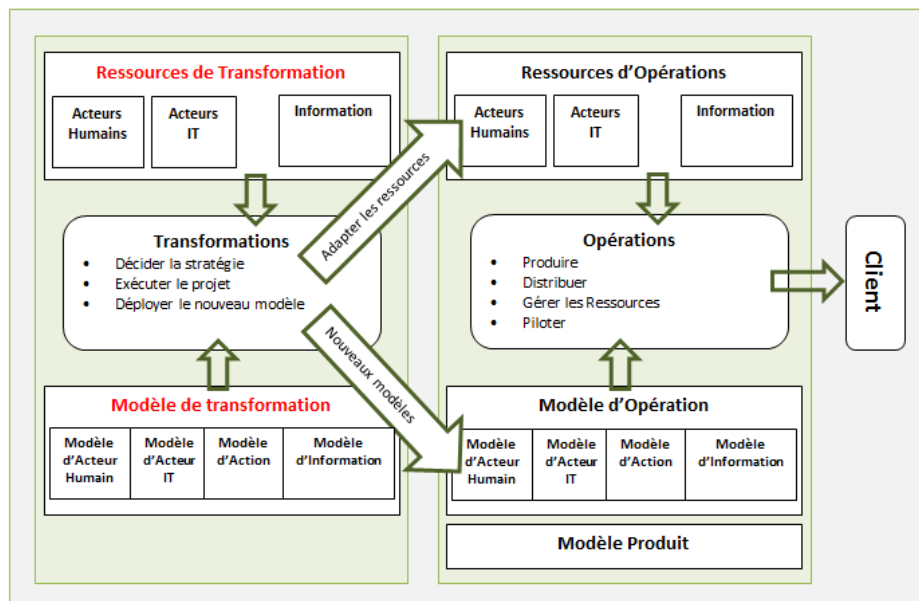 Ressources de Transformation
Acteurs
Humains
Acteurs
IT
Information
Transformations
• Décider la stratégie
• Exécuter le projet
• Déployer le nouveau modèle
Modèle de transformation
Modèle
d'Acteur
Humain
Modèle
d'Acteur
IT
Modèle
d'Action
Modèle
d'Information
Adapter les ressources
Nouveaux modèles
Ressources d'Opérations
Acteurs
Humains
Acteurs
IT
Information
Opérations
• Produire
• Distribuer
• Gérer les Ressources
• Piloter
Modèle d'Opération
Modèle
d'Acteur
Humain
Modèle
d'Acteur
IT
Modèle
d'Action
Modèle
d'Information
Modèle Produit
Client